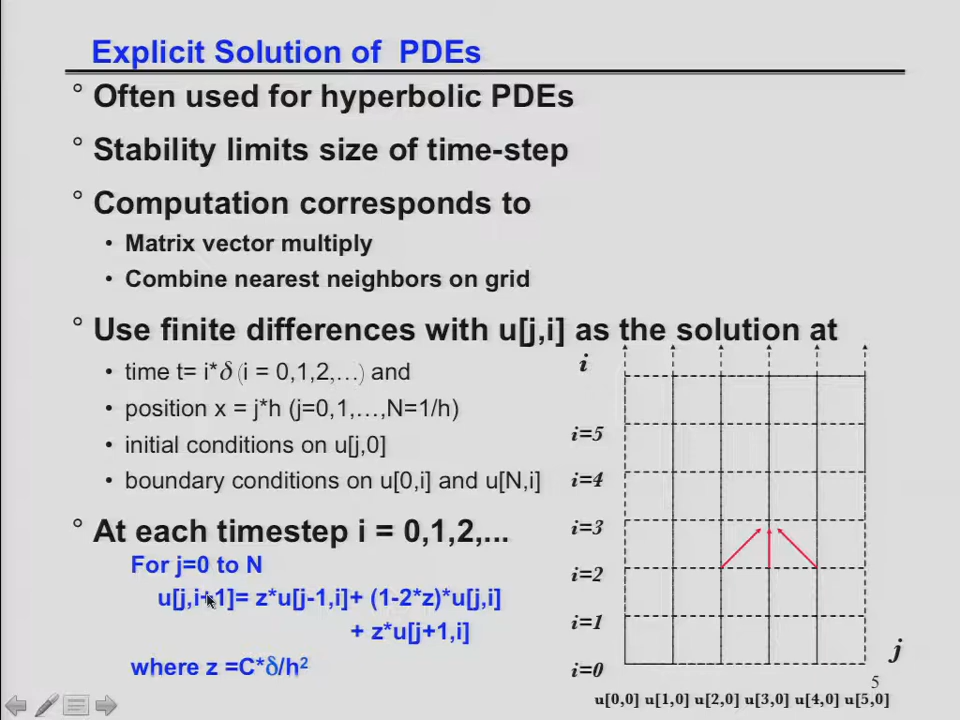 Explicit Solution of PDEs
° Often used for hyperbolic PDEs
° Stability limits size of time-step
° Computation corresponds to
• Matrix vector multiply
• Combine nearest neighbors on grid
° Use finite differences with u[j,i] as the solution at
• time t= i*δ (i = 0,1,2,…) and
• position x = j*h (j=0,1,…,N=1/h)
• initial conditions on u[j,0]
• boundary conditions on u[0,i] and u[N,i]
° At each timestep i = 0,1,2,...
For j=0 to N
u[j,i+1]= z*u[j-1,i]+ (1-2*z)*u[j,i]
+ z*u[j+1,i]
where z =C*δ/h²
i
i=5
i=4
i=3
i=2
i=1
i=0
j
5
u[0,0] u[1,0] u[2,0] u[3,0] u[4,0] u[5,0]